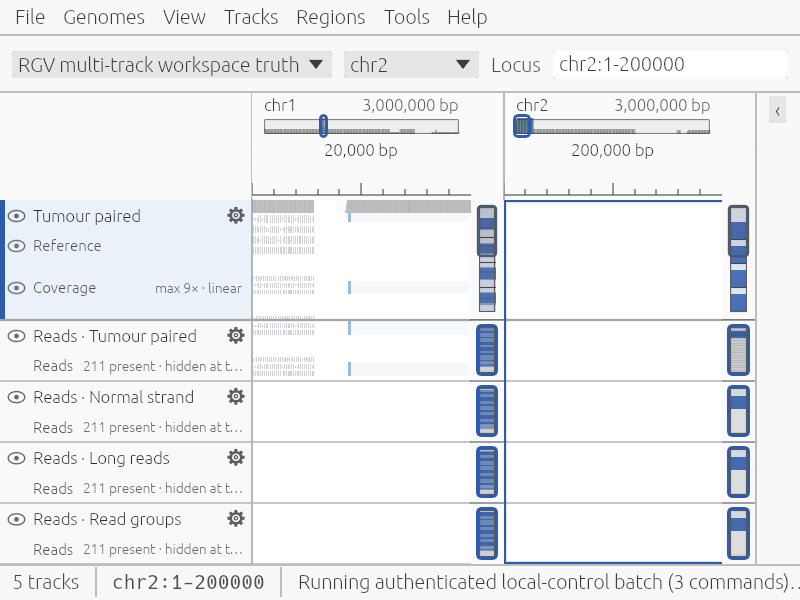 File Genomes View Tracks Regions Tools Help
RGV multi-track workspace truth chr2 Locus chr2:1-200000
chr1 3,000,000 bp chr2 3,000,000 bp
20,000 bp 200,000 bp
Tumour paired
Reference
Coverage max 9× · linear
Reads · Tumour paired
Reads 211 present · hidden at t…
Reads · Normal strand
Reads 211 present · hidden at t…
Reads · Long reads
Reads 211 present · hidden at t…
Reads · Read groups
Reads 211 present · hidden at t…
5 tracks chr2:1-200000 Running authenticated local-control batch (3 commands)…